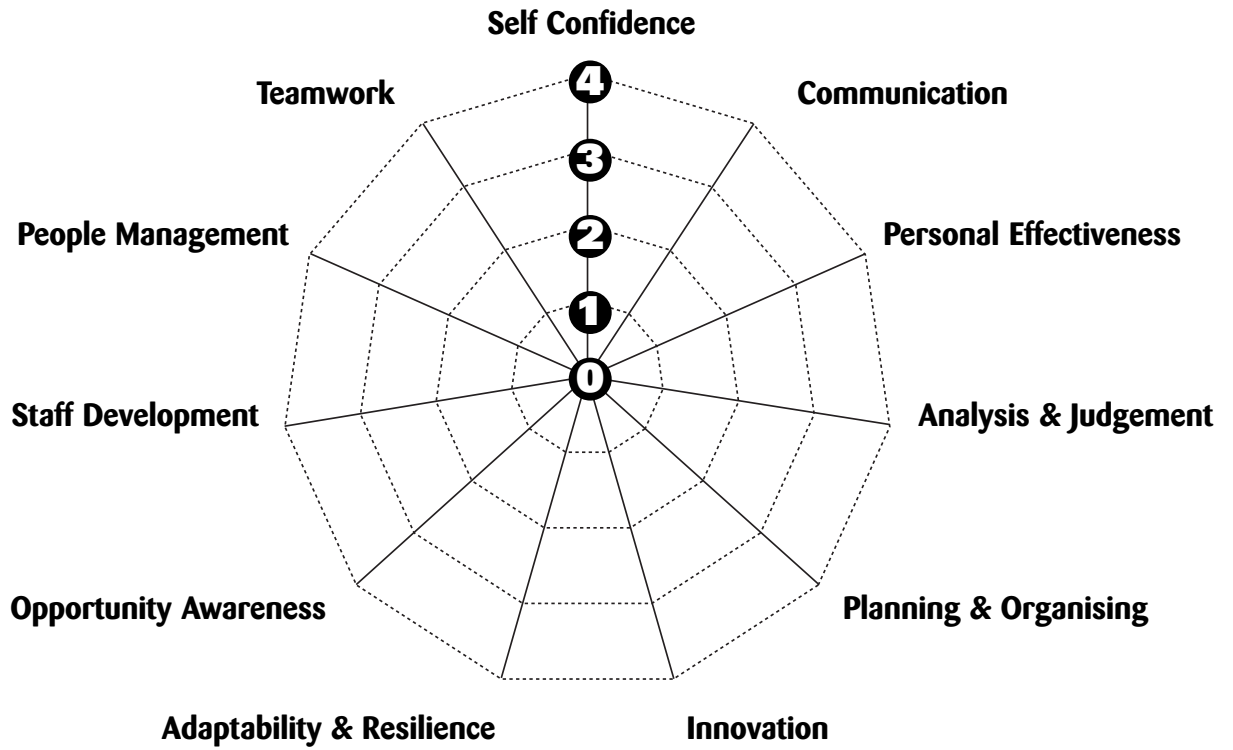 Self Confidence
4
Teamwork
Communication
3
People Management
2
Personal Effectiveness
1
0
Staff Development
Analysis & Judgement
Opportunity Awareness
Planning & Organising
Adaptability & Resilience
Innovation